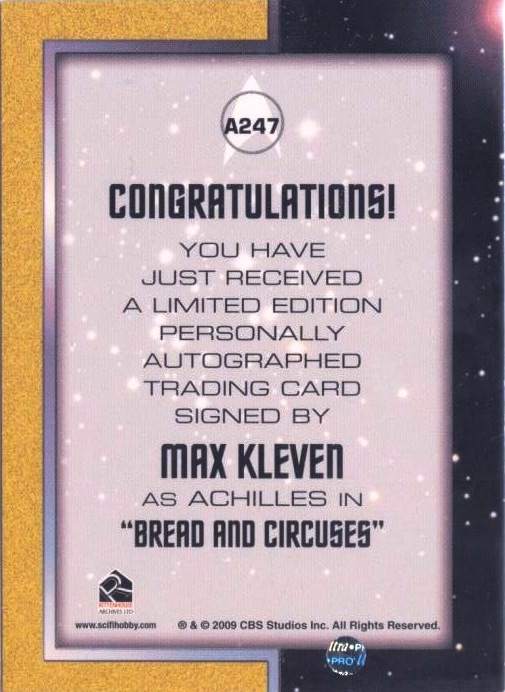 A247
CONGRATULATIONS!
YOU HAVE
JUST RECEIVED
A LIMITED EDITION
PERSONALLY
AUTOGRAPHED
TRADING CARD
SIGNED BY
MAX KLEVEN
AS ACHILLES IN
“BREAD AND CIRCUSES”
RITTENHOUSE
ARCHIVES LTD
www.scifihobby.com
® & © 2009 CBS Studios Inc. All Rights Reserved.
ltra•P
PRO